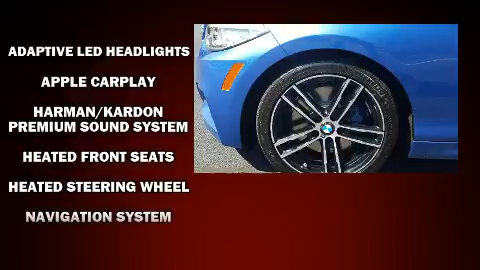 ADAPTIVE LED HEADLIGHTS
APPLE CARPLAY
HARMAN/KARDON
PREMIUM SOUND SYSTEM
HEATED FRONT SEATS
HEATED STEERING WHEEL
NAVIGATION SYSTEM